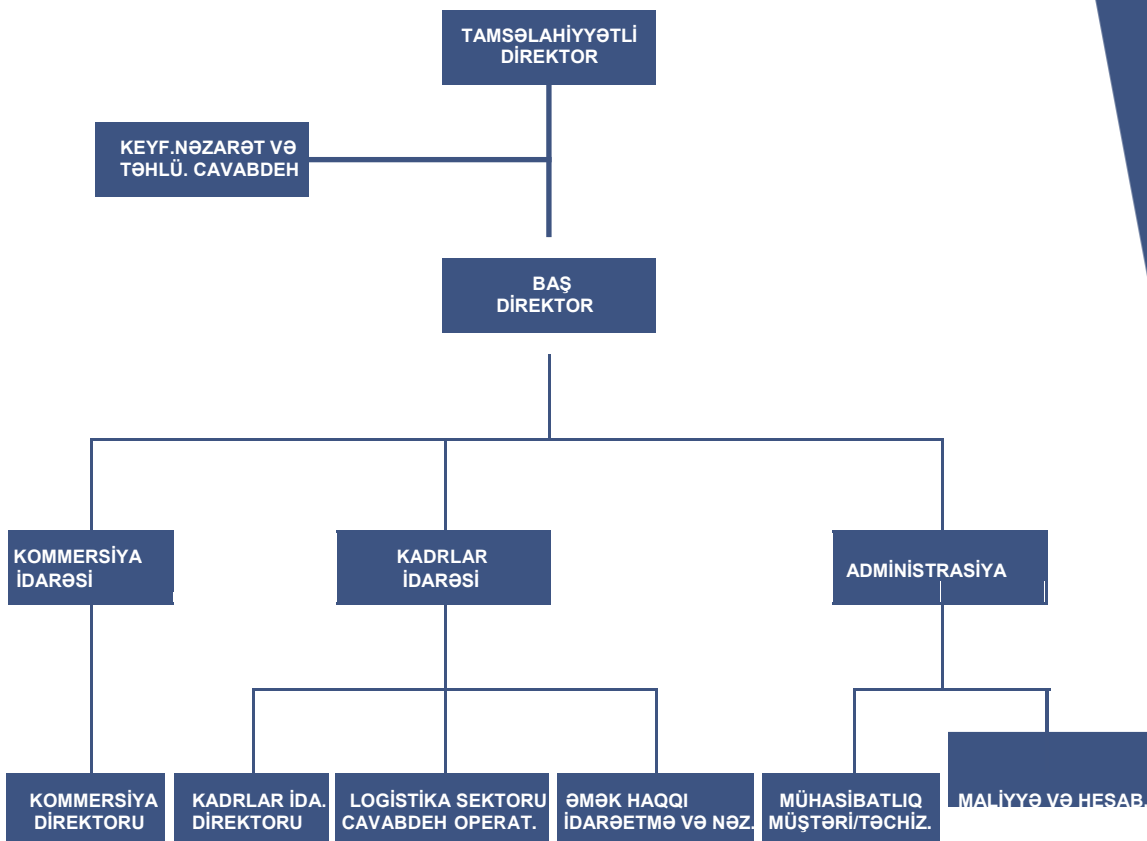 TAMSƏLAHİYYƏTLİ
DİREKTOR
KEYF.NƏZARƏT VƏ
TƏHLÜ. CAVABDEH
BAŞ
DİREKTOR
KOMMERSİYA
İDARƏSİ
KADRLAR
İDARƏSİ
ADMİNİSTRASİYA
KOMMERSİYA
DİREKTORU
KADRLAR İDA.
DİREKTORU
LOGİSTİKA SEKTORU
CAVABDEH OPERAT.
ƏMƏK HAQQI
İDARƏETMƏ VƏ NƏZ.
MÜHASİBATLIQ
MÜŞTƏRİ/TƏCHİZ.
MALİYYƏ VƏ HESAB.